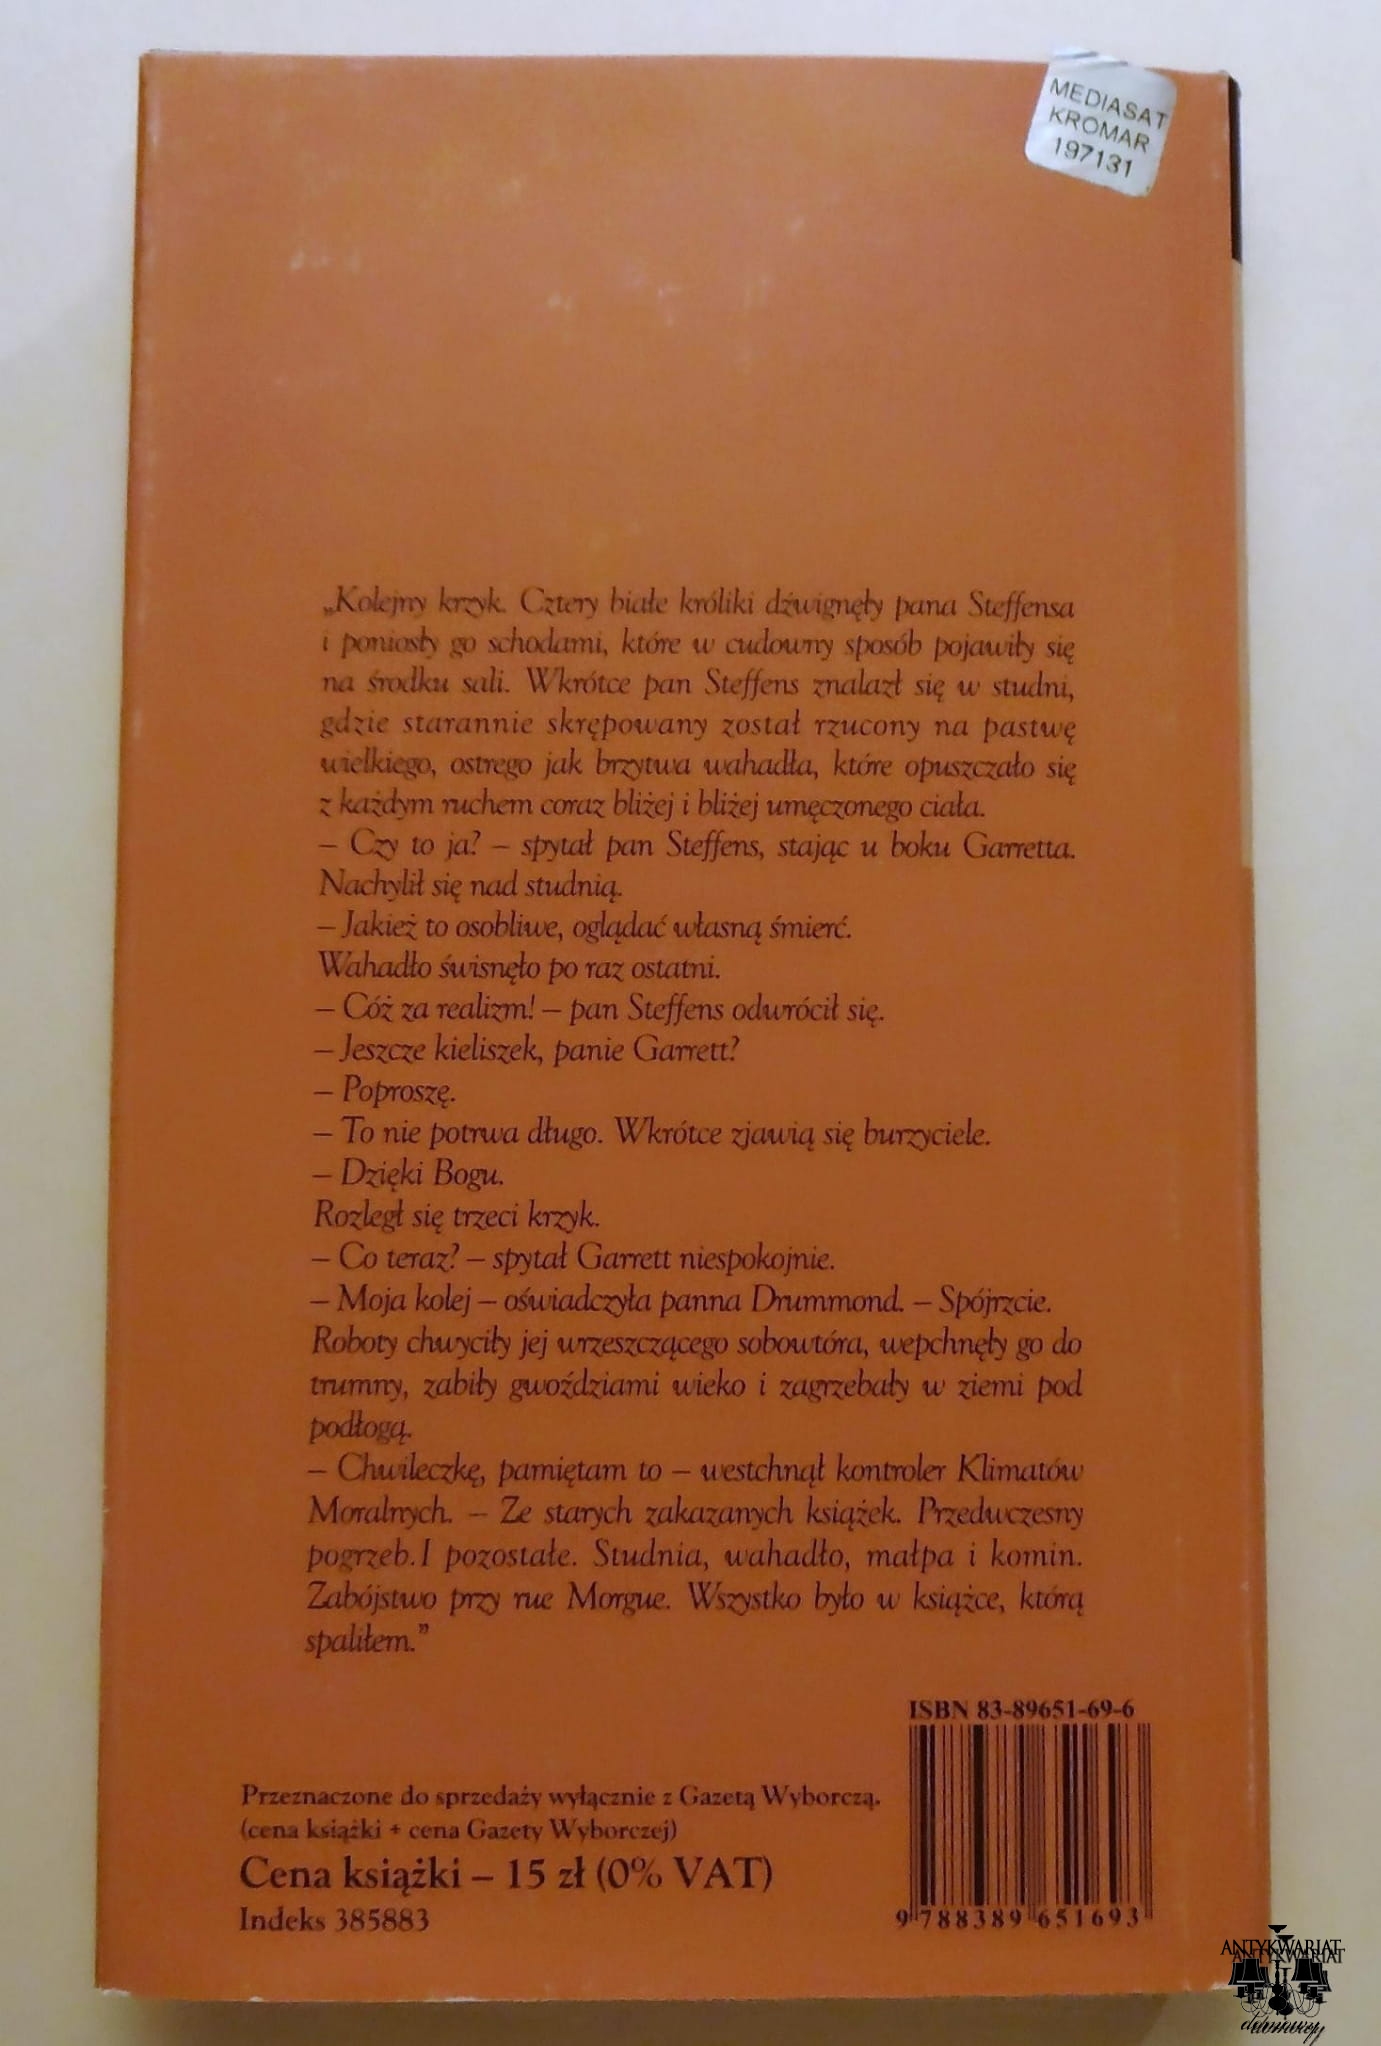 MEDIASAT
KROMAR
197131
„Kolejny krzyk. Cztery białe króliki dźwignęły pana Steffensa
i poniosły go schodami, które w cudowny sposób pojawiły się
na środku sali. Wkrótce pan Steffens znalazł się w studni,
gdzie starannie skrępowany został rzucony na pastwę
wielkiego, ostrego jak brzytwa wahadła, które opuszczało się
z każdym ruchem coraz bliżej i bliżej umęczonego ciała.
– Czy to ja? – spytał pan Steffens, stając u boku Garretta.
Nachylił się nad studnią.
– Jakież to osobliwe, oglądać własną śmierć.
Wahadło świsnęło po raz ostatni.
– Cóż za realizm! – pan Steffens odwrócił się.
– Jeszcze kieliszek, panie Garrett?
– Poproszę.
– To nie potrwa długo. Wkrótce zjawią się burzyciele.
– Dzięki Bogu.
Rozległ się trzeci krzyk.
– Co teraz? – spytał Garrett niespokojnie.
– Moja kolej – oświadczyła panna Drummond. – Spójrzcie.
Roboty chwyciły jej wrzeszczącego sobowtóra, wepchnęły go do
trumny, zabiły gwoździami wieko i zagrzebały w ziemi pod
podłogą.
– Chwileczkę, pamiętam to – westchnął kontroler Klimatów
Moralnych. – Ze starych zakazanych książek. Przedwczesny
pogrzeb. I pozostałe. Studnia, wahadło, małpa i komin.
Zabójstwo przy rue Morgue. Wszystko było w książce, którą
spaliłem.”
ISBN 83-89651-69-6
Przeznaczone do sprzedaży wyłącznie z Gazetą Wyborczą.
(cena książki + cena Gazety Wyborczej)
Cena książki – 15 zł (0% VAT)
Indeks 385883
9 788389 651693
ANTYKWARIAT
ANTYKWARIAT